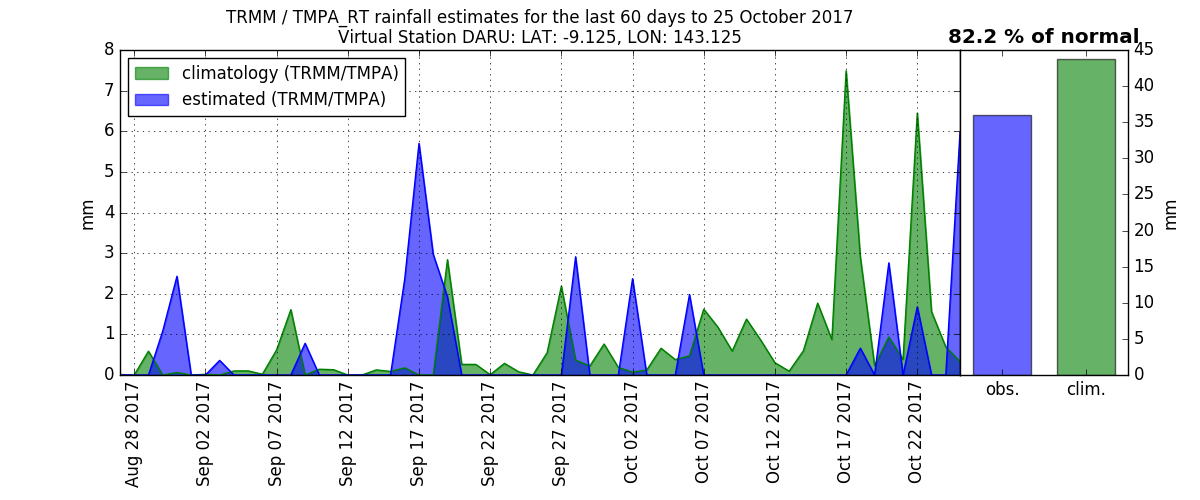 TRMM / TMPA_RT rainfall estimates for the last 60 days to 25 October 2017
Virtual Station DARU: LAT: -9.125, LON: 143.125
82.2 % of normal
climatology (TRMM/TMPA)
estimated (TRMM/TMPA)
8
7
6
5
4
3
2
1
0
mm
Aug 28 2017
Sep 02 2017
Sep 07 2017
Sep 12 2017
Sep 17 2017
Sep 22 2017
Sep 27 2017
Oct 02 2017
Oct 07 2017
Oct 12 2017
Oct 17 2017
Oct 22 2017
obs.
clim.
45
40
35
30
25
20
15
10
5
0
mm